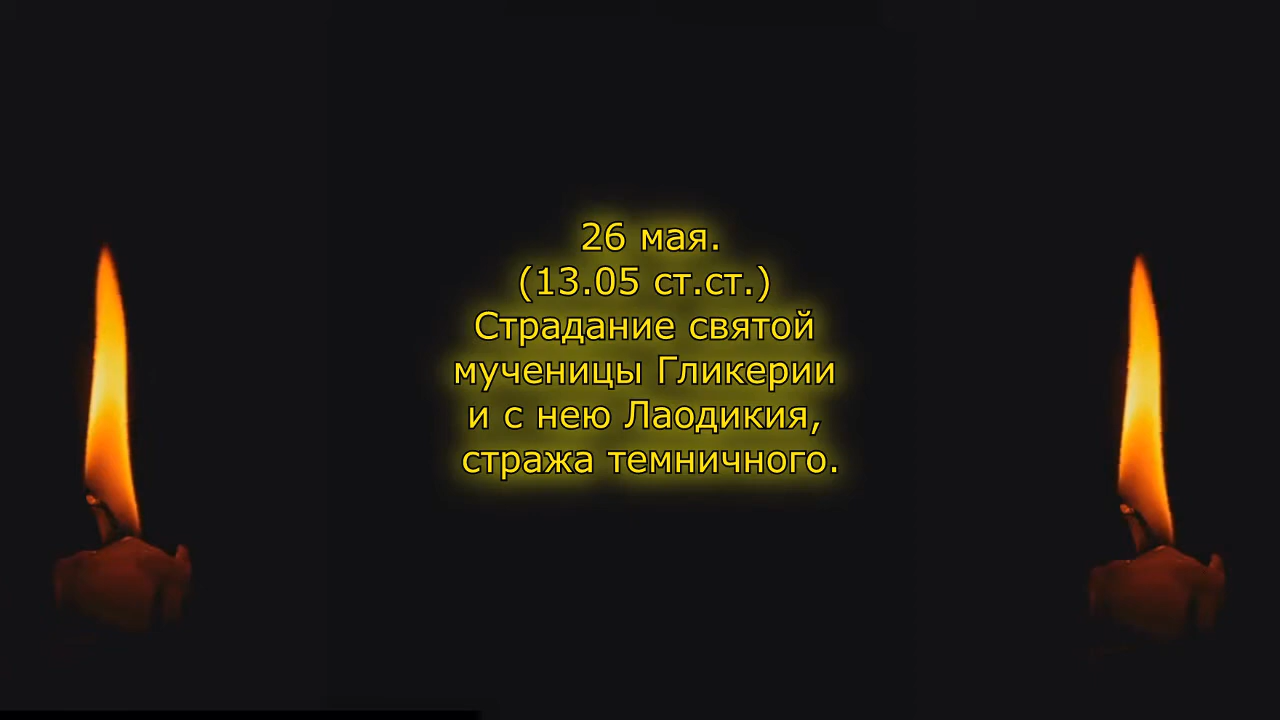 26 мая.
(13.05 ст.ст.)
Страдание святой
мученицы Гликерии
и с нею Лаодикия,
стража темничного.